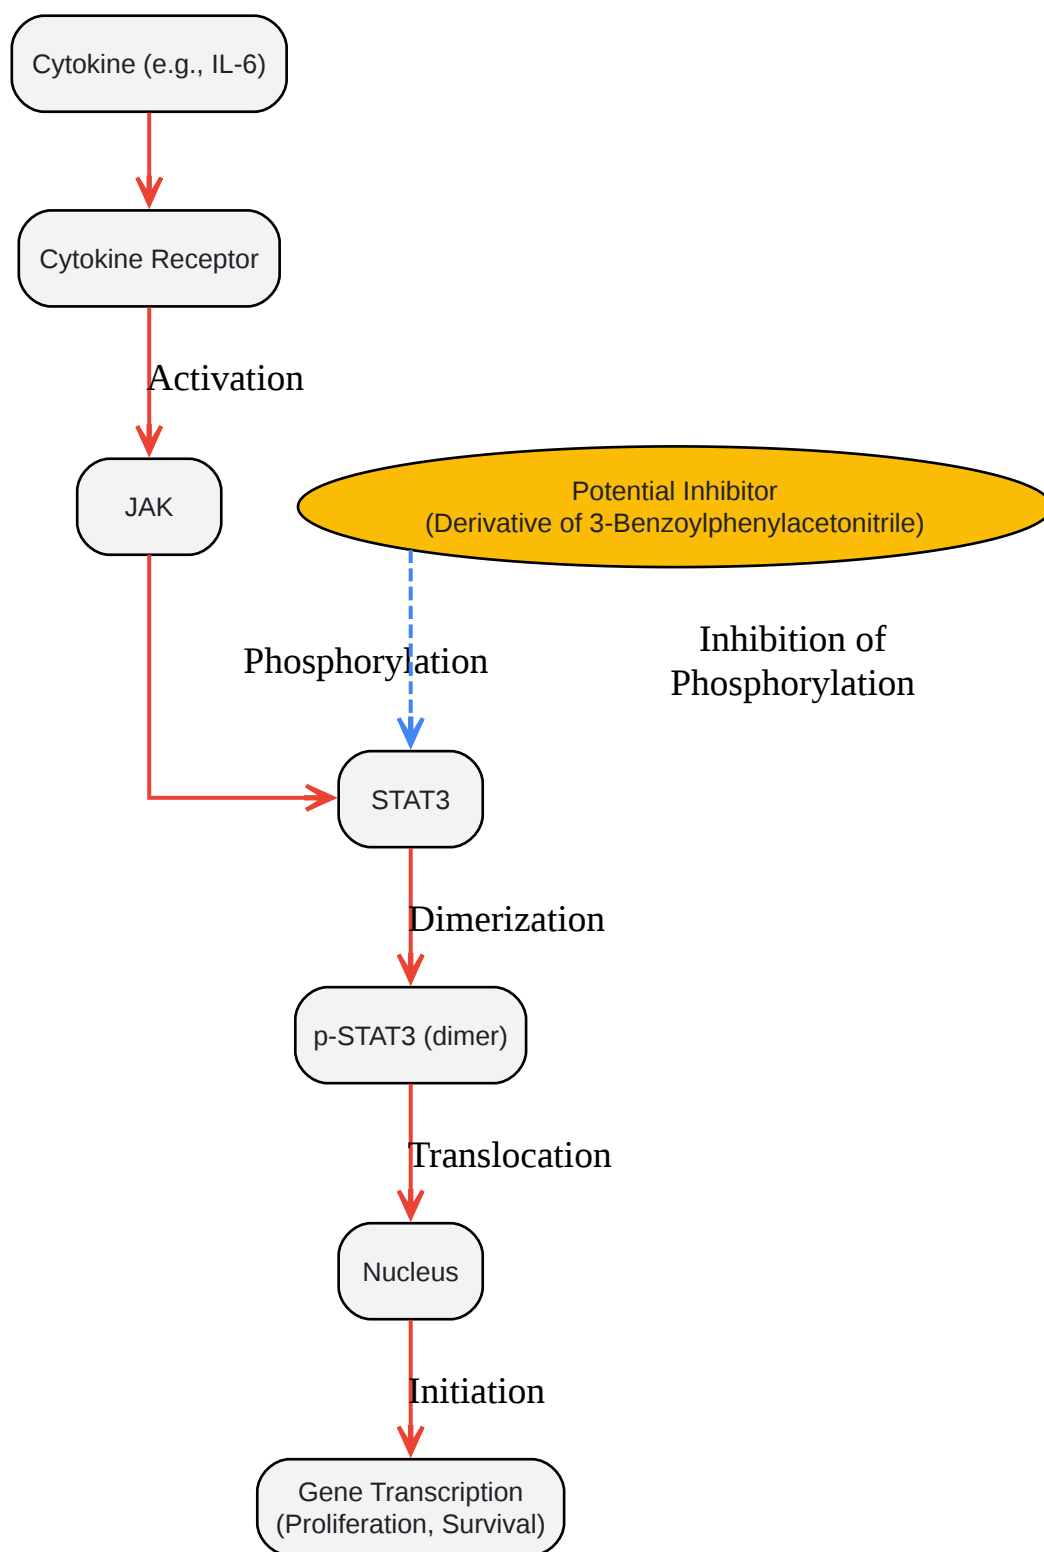 Cytokine (e.g., IL-6)
Cytokine Receptor
Activation
JAK
Potential Inhibitor
(Derivative of 3-Benzoylphenylacetonitrile)
Phosphorylation
Inhibition of
Phosphorylation
STAT3
Dimerization
p-STAT3 (dimer)
Translocation
Nucleus
Initiation
Gene Transcription
(Proliferation, Survival)